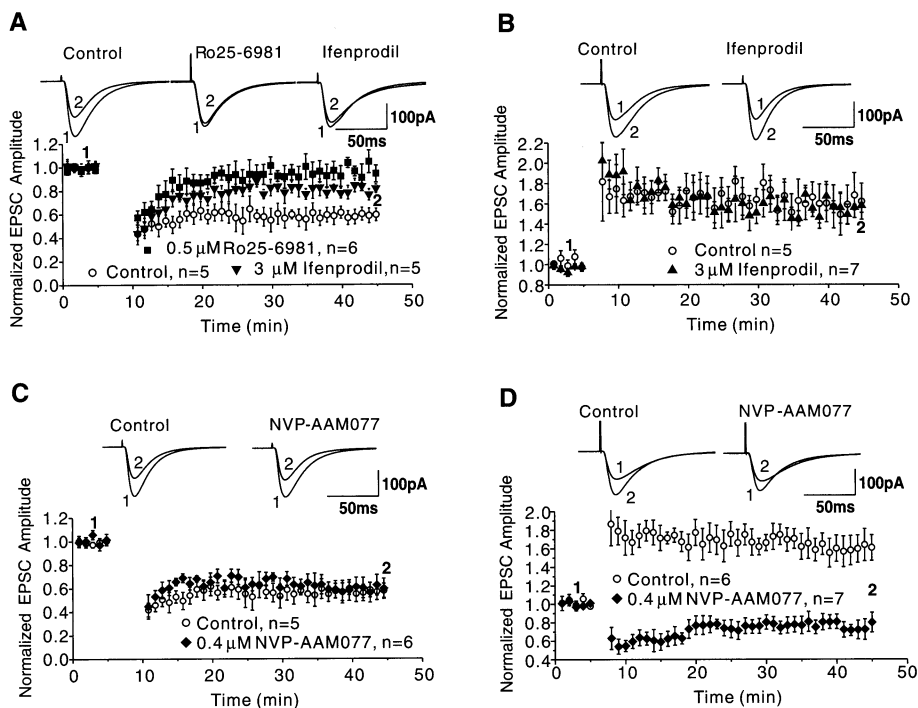 A
Control
Ro25-6981
Ifenprodil
2
1
2
1
2
1
100pA
50ms
Normalized EPSC Amplitude
1.2
1.0
0.8
0.6
0.4
0.2
0.0
1
2
0.5 μM Ro25-6981, n=6
Control, n=5
3 μM Ifenprodil, n=5
0
10
20
30
40
50
Time (min)
B
Control
Ifenprodil
1
2
1
2
100pA
50ms
Normalized EPSC Amplitude
2.2
2.0
1.8
1.6
1.4
1.2
1.0
0.8
1
2
Control n=5
3 μM Ifenprodil, n=7
0
10
20
30
40
50
Time (min)
C
Control
NVP-AAM077
2
1
2
1
100pA
50ms
Normalized EPSC Amplitude
1.2
1.0
0.8
0.6
0.4
0.2
0.0
1
2
Control, n=5
0.4 μM NVP-AAM077, n=6
0
10
20
30
40
50
Time (min)
D
Control
NVP-AAM077
1
2
2
1
100pA
50ms
Normalized EPSC Amplitude
2.0
1.8
1.6
1.4
1.2
1.0
0.8
0.6
0.4
1
2
Control, n=6
0.4 μM NVP-AAM077, n=7
0
10
20
30
40
50
Time (min)